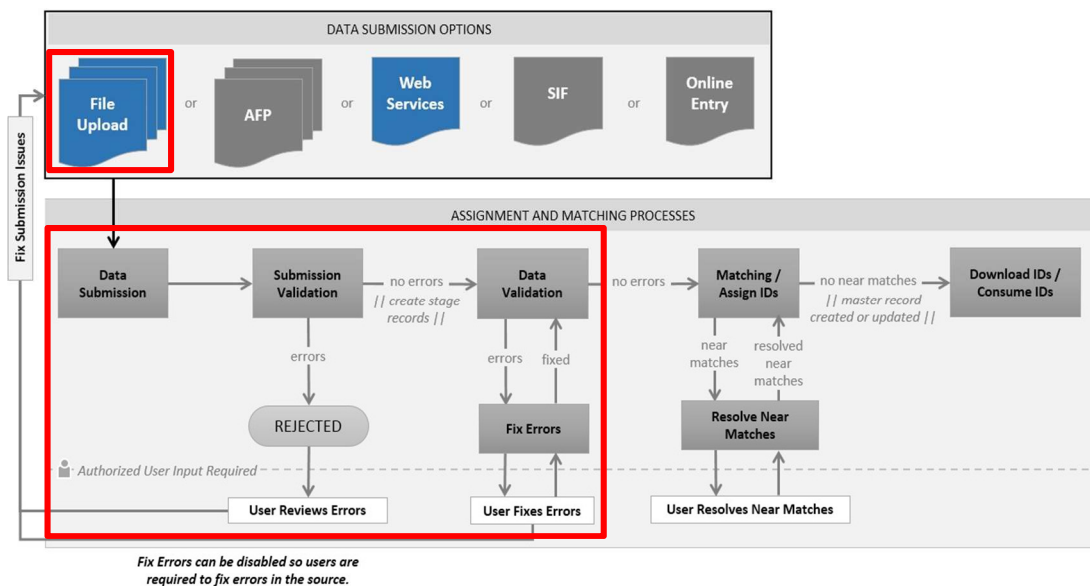 DATA SUBMISSION OPTIONS
File
Upload
or
AFP
or
Web
Services
or
SIF
or
Online
Entry
Fix Submission Issues
ASSIGNMENT AND MATCHING PROCESSES
Data
Submission
Submission
Validation
no errors
|| create stage
records ||
Data
Validation
no errors
Matching /
Assign IDs
no near matches
|| master record
created or updated ||
Download IDs /
Consume IDs
errors
errors
fixed
near
matches
resolved
near
matches
REJECTED
Fix Errors
Resolve Near
Matches
Authorized User Input Required
User Reviews Errors
User Fixes Errors
User Resolves Near Matches
Fix Errors can be disabled so users are
required to fix errors in the source.